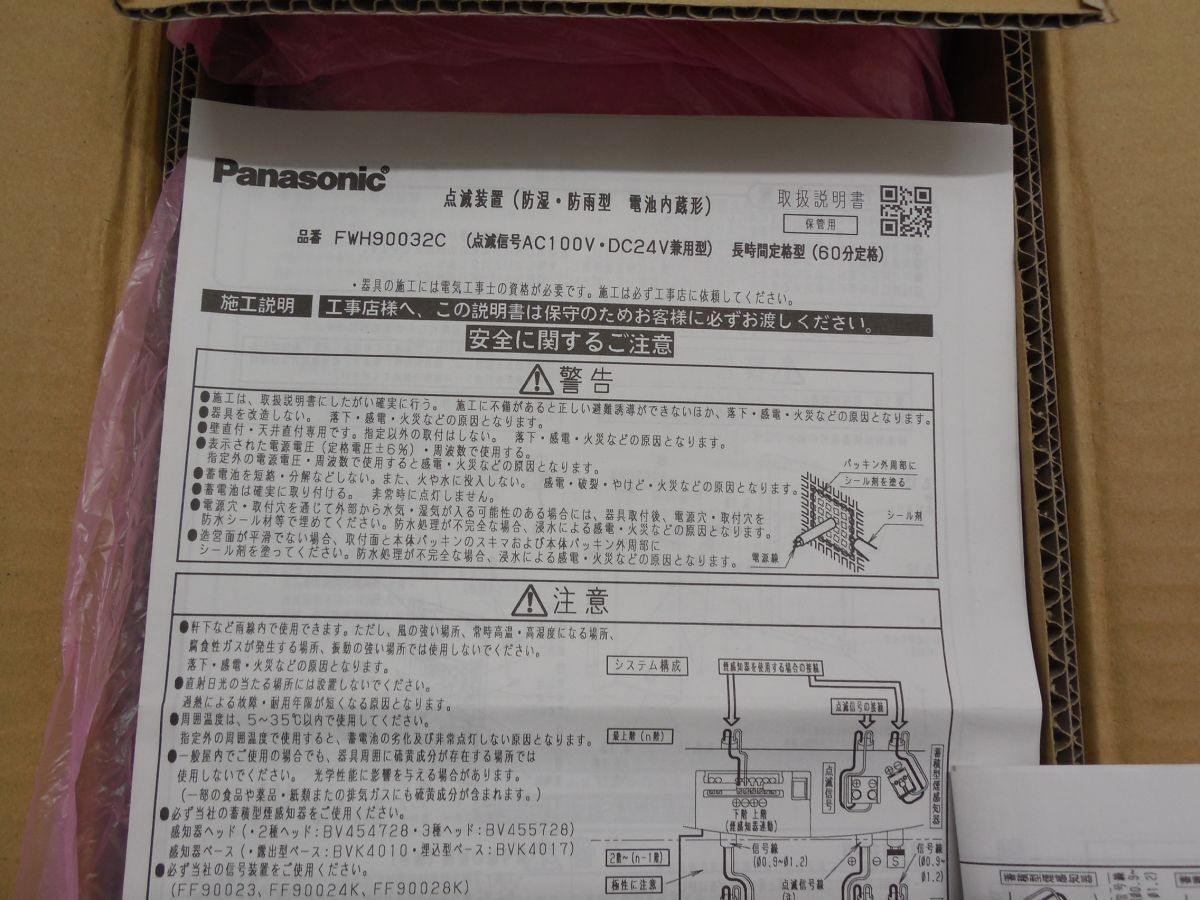 Panasonic®
点滅装置(防湿・防雨型 電池内蔵形)
取扱説明書
保管用
品番 FWH90032C (点滅信号AC100V・DC24V兼用型) 長時間定格型(60分定格)
・器具の施工には電気工事士の資格が必要です。施工は必ず工事店に依頼してください。
施工説明 工事店様へ、この説明書は保守のためお客様に必ずお渡しください。
安全に関するご注意
警告
●施工は、取扱説明書にしたがい確実に行う。 施工に不備があると正しい避難誘導ができないほか、落下・感電・火災などの原因となります。
●器具を改造しない。 落下・感電・火災などの原因となります。
●壁直付・天井直付専用です。指定以外の取付はしない。 落下・感電・火災などの原因となります。
●表示された電源電圧(定格電圧±6%)・周波数で使用する。
指定外の電源電圧・周波数で使用すると感電・火災などの原因となります。
●蓄電池を短絡・分解などしない。また、火や水に投入しない。 感電・破裂・やけど・火災などの原因となります。
●蓄電池は確実に取り付ける。 非常時に点灯しません。
●電源穴・取付穴を通じて外部から水気・湿気が入る可能性のある場合には、器具取付後、電源穴・取付穴を
防水シール材等で埋めてください。防水処理が不完全な場合、浸水による感電・火災などの原因となります。
●造営面が平滑でない場合、取付面と本体パッキンのスキマおよび本体パッキン外周部に
シール剤を塗ってください。防水処理が不完全な場合、浸水による感電・火災などの原因となります。
パッキン外周部に
シール剤を塗る
シール剤
電源線
注意
●軒下など雨線内で使用できます。ただし、風の強い場所、常時高温・高湿度になる場所、
腐食性ガスが発生する場所、振動の強い場所では使用しないでください。
落下・感電・火災などの原因となります。
●直射日光の当たる場所には設置しないでください。
過熱による故障・耐用年限が短くなる原因となります。
●周囲温度は、5~35℃以内で使用してください。
指定外の周囲温度で使用すると、蓄電池の劣化及び非常点灯しない原因となります。
●一般屋内でご使用の場合でも、器具周囲に硫黄成分が存在する場所では
使用しないでください。 光学性能に影響を与える場合があります。
(一部の食品や薬品・紙類またの排気ガスにも硫黄成分が含まれます。)
●必ず当社の蓄積型煙感知器をご使用ください。
感知器ヘッド(・2種ヘッド:BV454728・3種ヘッド:BV455728)
感知器ベース(・露出型ベース:BVK4010・埋込型ベース:BVK4017)
●必ず当社の信号装置をご使用ください。
(FF90023、FF90024K、FF90028K)
システム構成
煙感知器を使用する場合の接線
点滅信号の接続
最上階(n階)
点滅信号
蓄積型煙感知器
下階 上階
(煙感知器連動)
信号線
(Ø0.9~Ø1.2)
2階~(n-1階)
極性に注意
点滅信号線
S
信号線
(Ø0.9~
Ø1.2)
蓄積型煙感知器
信号線
(Ø0.9~